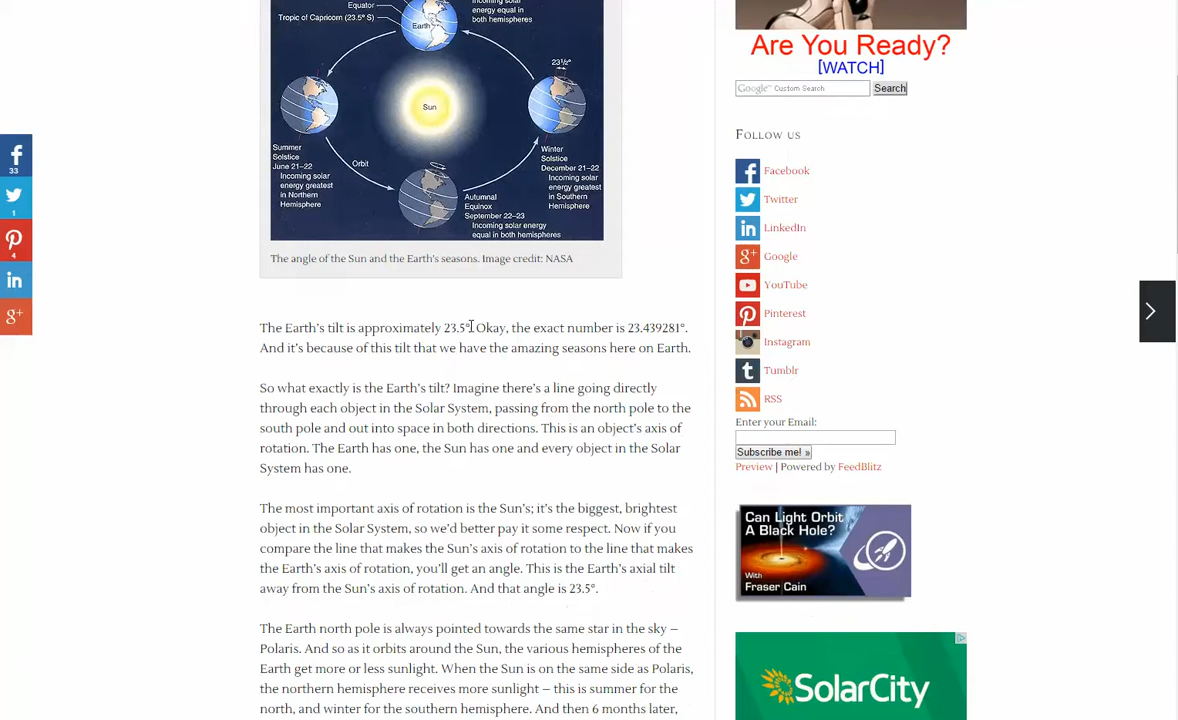 Equator
Tropic of Capricorn (23.5° S)
Earth
equal in
both hemispheres
23½°
Sun
Summer
Solstice
June 21–22
Incoming solar
energy greatest
in Northern
Hemisphere
Orbit
Winter
Solstice
December 21–22
Incoming solar
energy greatest
in Southern
Hemisphere
Autumnal
Equinox
September 22–23
Incoming solar energy
equal in both hemispheres
The angle of the Sun and the Earth's seasons. Image credit: NASA
The Earth's tilt is approximately 23.5°. Okay, the exact number is 23.439281°.
And it's because of this tilt that we have the amazing seasons here on Earth.
So what exactly is the Earth's tilt? Imagine there's a line going directly
through each object in the Solar System, passing from the north pole to the
south pole and out into space in both directions. This is an object's axis of
rotation. The Earth has one, the Sun has one and every object in the Solar
System has one.
The most important axis of rotation is the Sun's; it's the biggest, brightest
object in the Solar System, so we'd better pay it some respect. Now if you
compare the line that makes the Sun's axis of rotation to the line that makes
the Earth's axis of rotation, you'll get an angle. This is the Earth's axial tilt
away from the Sun's axis of rotation. And that angle is 23.5°.
The Earth north pole is always pointed towards the same star in the sky –
Polaris. And so as it orbits around the Sun, the various hemispheres of the
Earth get more or less sunlight. When the Sun is on the same side as Polaris,
the northern hemisphere receives more sunlight – this is summer for the
north, and winter for the southern hemisphere. And then 6 months later,
33
1
4
Are You Ready?
[WATCH]
Google™ Custom Search
Search
Follow us
Facebook
Twitter
LinkedIn
Google
YouTube
Pinterest
Instagram
Tumblr
RSS
Enter your Email:
Subscribe me! »
Preview | Powered by FeedBlitz
Can Light Orbit
A Black Hole?
With
Fraser Cain
SolarCity